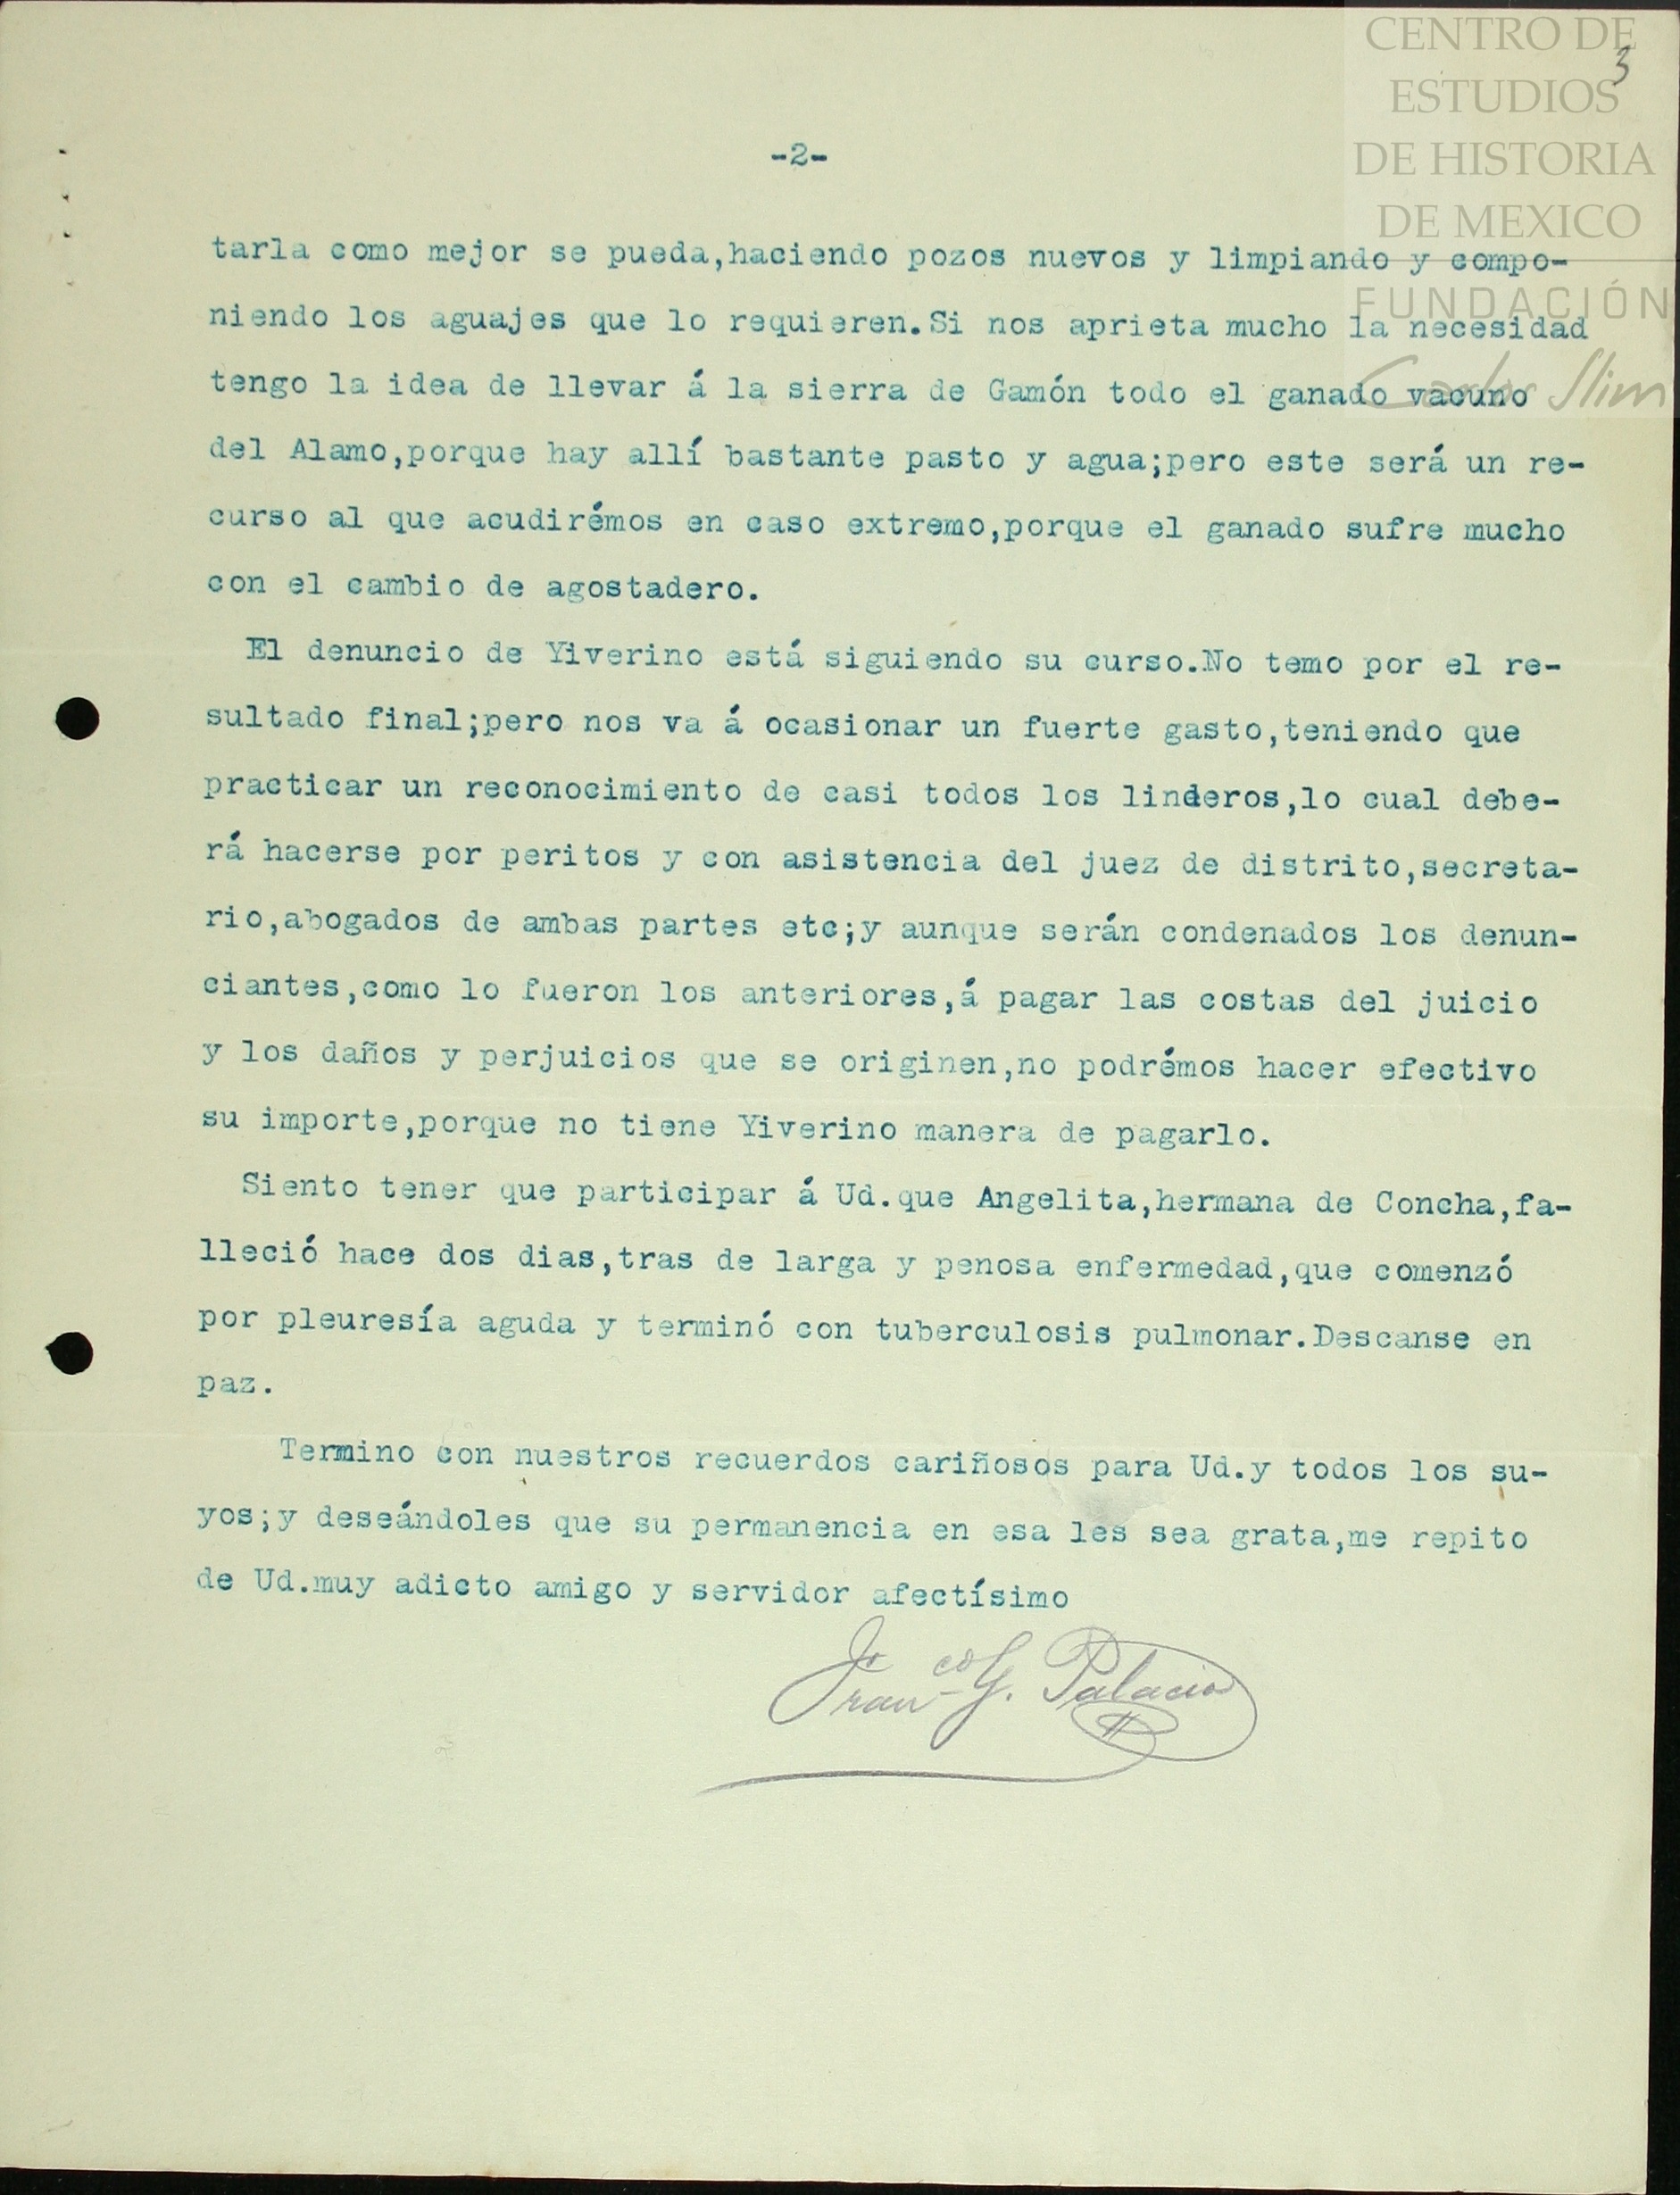 CENTRO DE
ESTUDIOS
DE HISTORIA
DE MEXICO
FUNDACIÓN
Carlos Slim
3
-2-
tarla como mejor se pueda,haciendo pozos nuevos y limpiando y compo-
niendo los aguajes que lo requieren.Si nos aprieta mucho la necesidad
tengo la idea de llevar á la sierra de Gamón todo el ganado vacuno
del Alamo,porque hay allí bastante pasto y agua;pero este será un re-
curso al que acudirémos en caso extremo,porque el ganado sufre mucho
con el cambio de agostadero.
El denuncio de Yiverino está siguiendo su curso.No temo por el re-
sultado final;pero nos va á ocasionar un fuerte gasto,teniendo que
practicar un reconocimiento de casi todos los linderos,lo cual debe-
rá hacerse por peritos y con asistencia del juez de distrito,secreta-
rio,abogados de ambas partes etc;y aunque serán condenados los denun-
ciantes,como lo fueron los anteriores,á pagar las costas del juicio
y los daños y perjuicios que se originen,no podrémos hacer efectivo
su importe,porque no tiene Yiverino manera de pagarlo.
Siento tener que participar á Ud.que Angelita,hermana de Concha,fa-
lleció hace dos dias,tras de larga y penosa enfermedad,que comenzó
por pleuresía aguda y terminó con tuberculosis pulmonar.Descanse en
paz.
Termino con nuestros recuerdos cariñosos para Ud.y todos los su-
yos;y deseándoles que su permanencia en esa les sea grata,me repito
de Ud.muy adicto amigo y servidor afectísimo
Franco G. Palacios